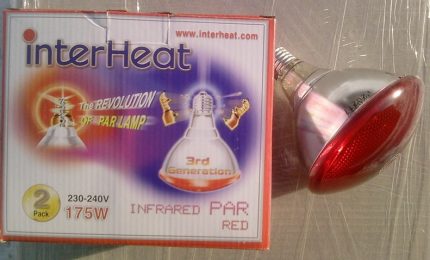 www.interheat.com
interHeat
The REVOLUTION
OF PAR LAMP
3rd
Generation
2
Pack
230-240V
175W
INFRARED PAR
RED